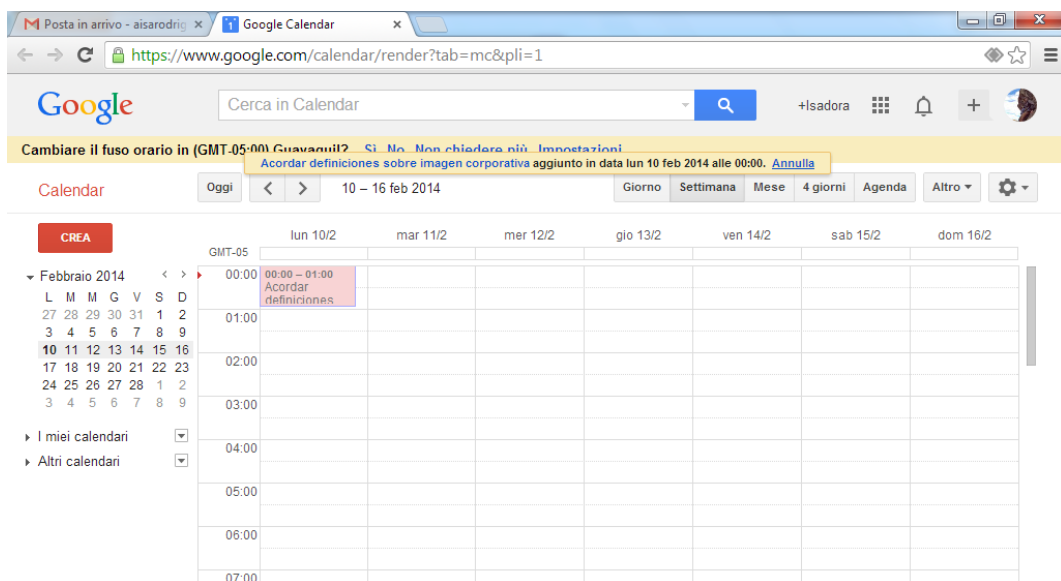 Posta in arrivo - aisarodrig
Google Calendar
https://www.google.com/calendar/render?tab=mc&pli=1
Google
Cerca in Calendar
+Isadora
Cambiare il fuso orario in (GMT-05:00) Guayaquil? Sì No Non chiedere più Impostazioni
Acordar definiciones sobre imagen corporativa aggiunto in data lun 10 feb 2014 alle 00:00. Annulla
Calendar
Oggi
10 – 16 feb 2014
Giorno Settimana Mese 4 giorni Agenda
Altro
CREA
lun 10/2 mar 11/2 mer 12/2 gio 13/2 ven 14/2 sab 15/2 dom 16/2
GMT-05
Febbraio 2014
L M M G V S D
27 28 29 30 31 1 2
3 4 5 6 7 8 9
10 11 12 13 14 15 16
17 18 19 20 21 22 23
24 25 26 27 28 1 2
3 4 5 6 7 8 9
I miei calendari
Altri calendari
00:00
00:00 – 01:00
Acordar
definiciones
01:00
02:00
03:00
04:00
05:00
06:00
07:00